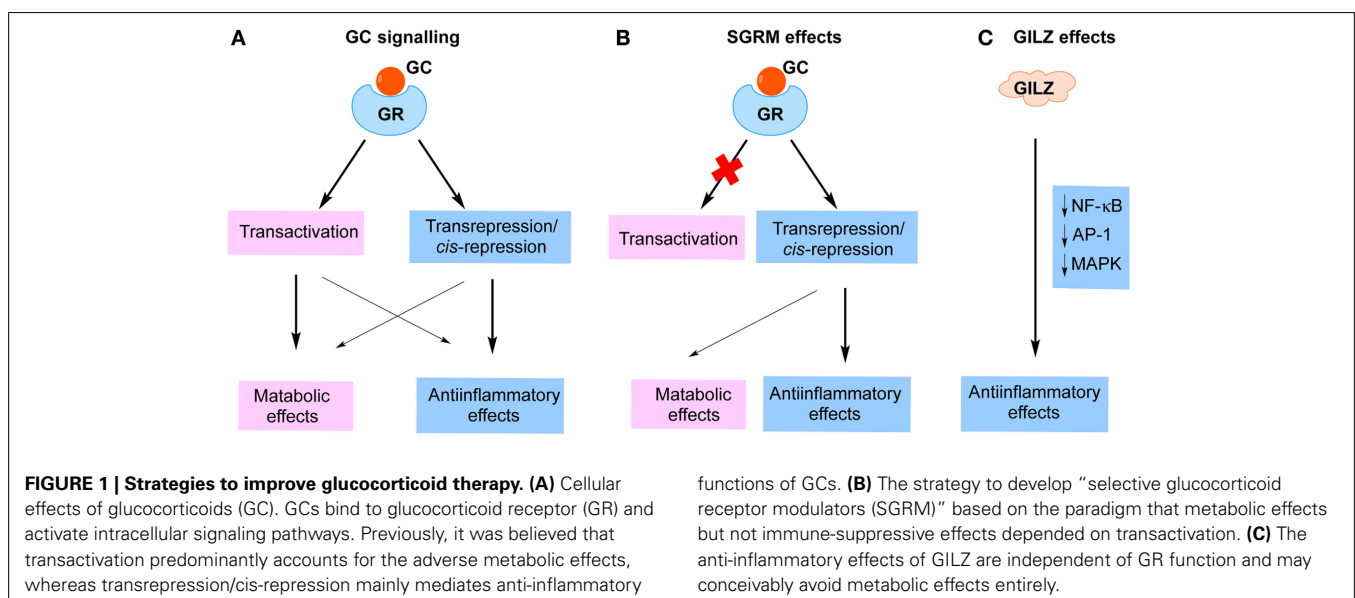 A
GC signalling
GC
GR
Transactivation
Transrepression/
cis-repression
Matabolic
effects
Antiinflammatory
effects
B
SGRM effects
GC
GR
Transactivation
Transrepression/
cis-repression
Matabolic
effects
Antiinflammatory
effects
C
GILZ effects
GILZ
↓ NF-κB
↓ AP-1
↓ MAPK
Antiinflammatory
effects
FIGURE 1 | Strategies to improve glucocorticoid therapy. (A) Cellular
effects of glucocorticoids (GC). GCs bind to glucocorticoid receptor (GR) and
activate intracellular signaling pathways. Previously, it was believed that
transactivation predominantly accounts for the adverse metabolic effects,
whereas transrepression/cis-repression mainly mediates anti-inflammatory
functions of GCs. (B) The strategy to develop “selective glucocorticoid
receptor modulators (SGRM)” based on the paradigm that metabolic effects
but not immune-suppressive effects depended on transactivation. (C) The
anti-inflammatory effects of GILZ are independent of GR function and may
conceivably avoid metabolic effects entirely.